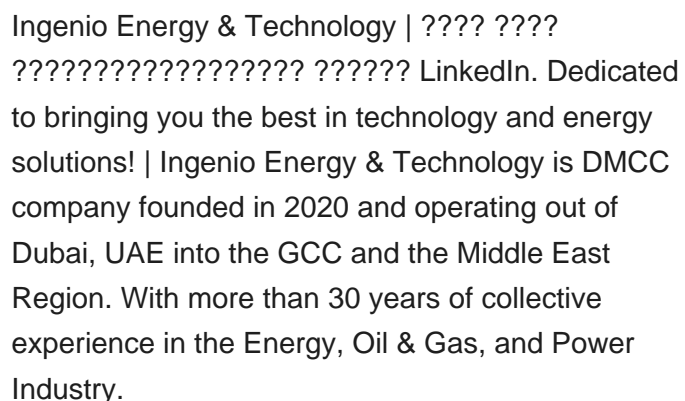 Ingenio Energy & Technology | ???? ????
?????????????????? ?????? LinkedIn. Dedicated
to bringing you the best in technology and energy
solutions! | Ingenio Energy & Technology is DMCC
company founded in 2020 and operating out of
Dubai, UAE into the GCC and the Middle East
Region. With more than 30 years of collective
experience in the Energy, Oil & Gas, and Power
Industry.